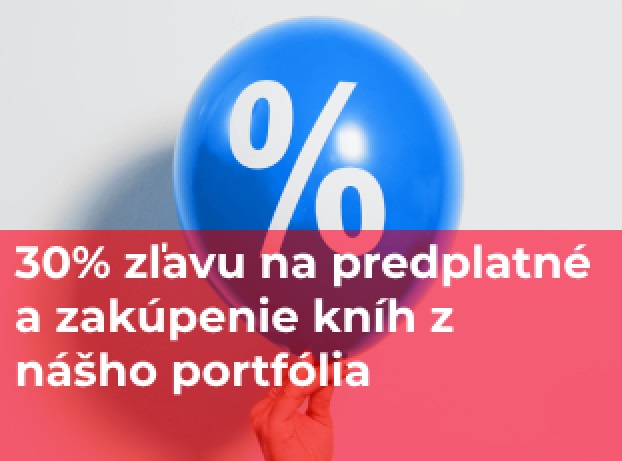 %
30% zľavu na predplatné
a zakúpenie kníh z
nášho portfólia